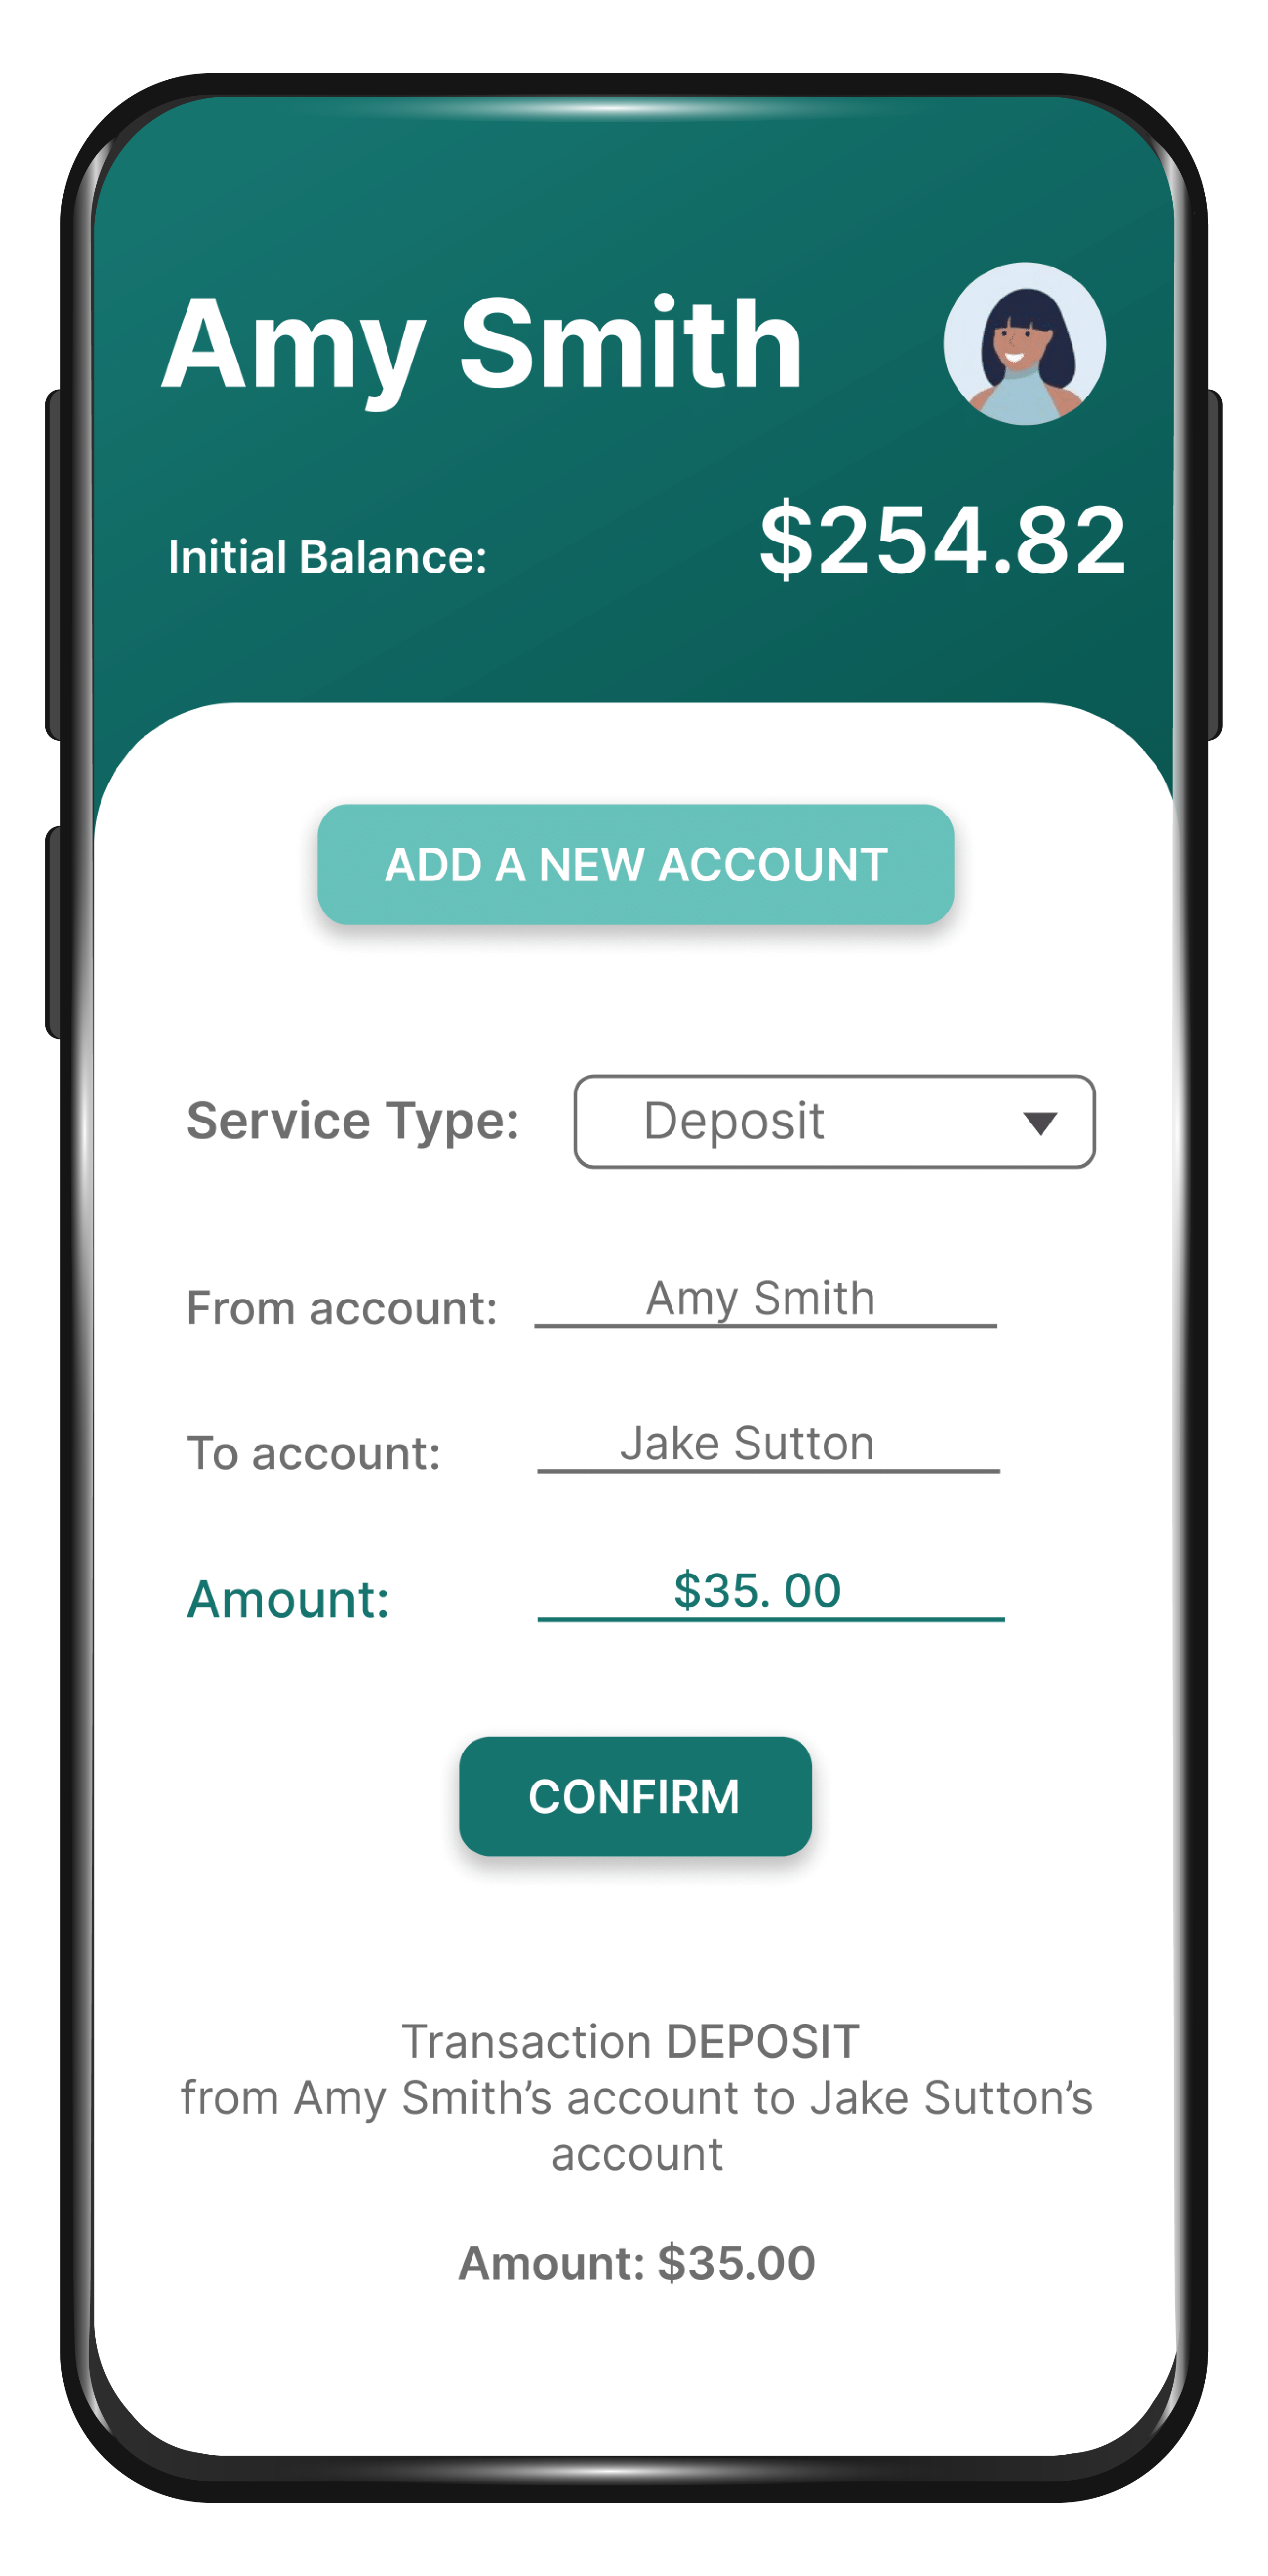 Amy Smith
Initial Balance: $254.82
ADD A NEW ACCOUNT
Service Type: Deposit
From account: Amy Smith
To account: Jake Sutton
Amount: $35. 00
CONFIRM
Transaction DEPOSIT
from Amy Smith’s account to Jake Sutton’s
account
Amount: $35.00